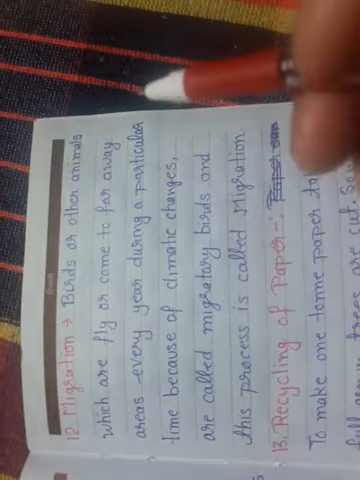 12. Migration → Birds or other animals
which are fly or come to far away
areas every year during a particular
time because of climatic changes,
are called migratory birds and
this process is called Migration.
13. Recycling of Paper-:
To make one tonne paper
trees are cut.